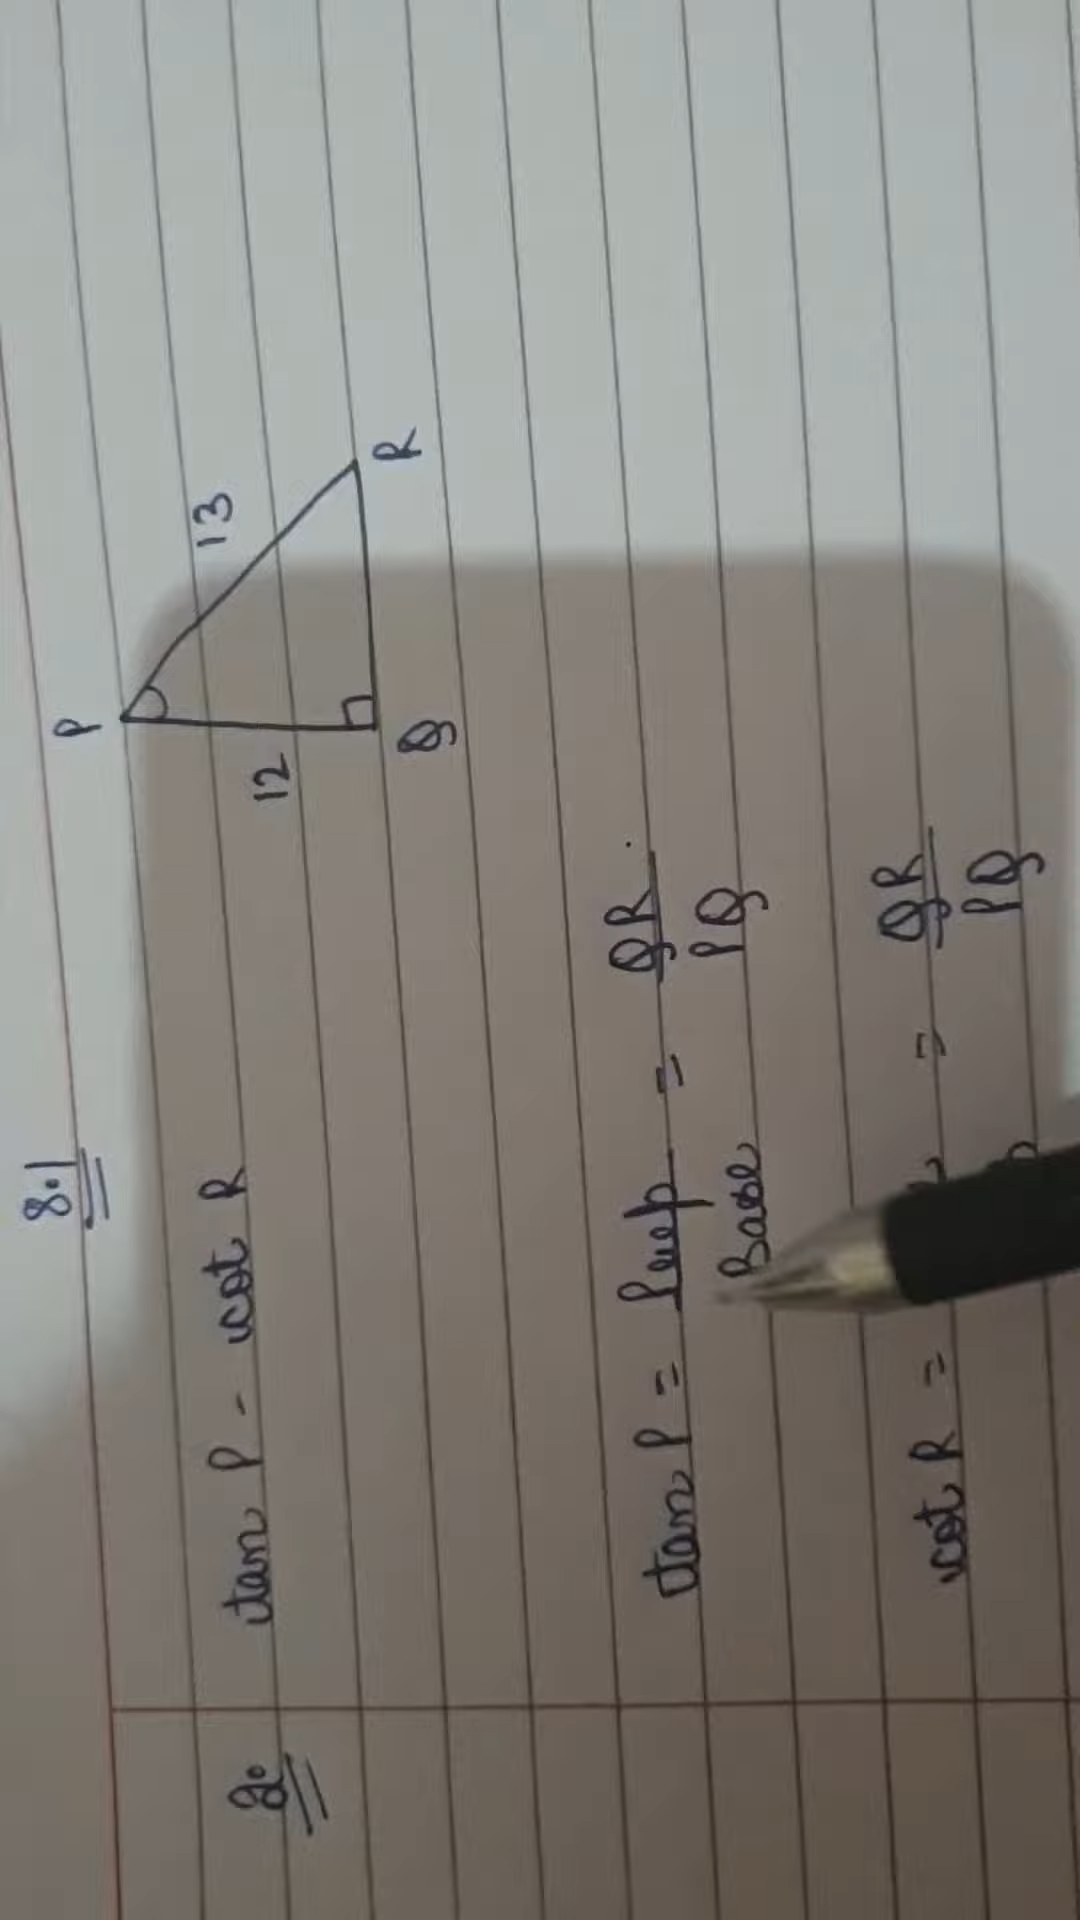 8.1
2. tan P - cot R
P
13
12
Q
R
tan P = Perp = QR
Base PQ
cot R = = QR
PQ